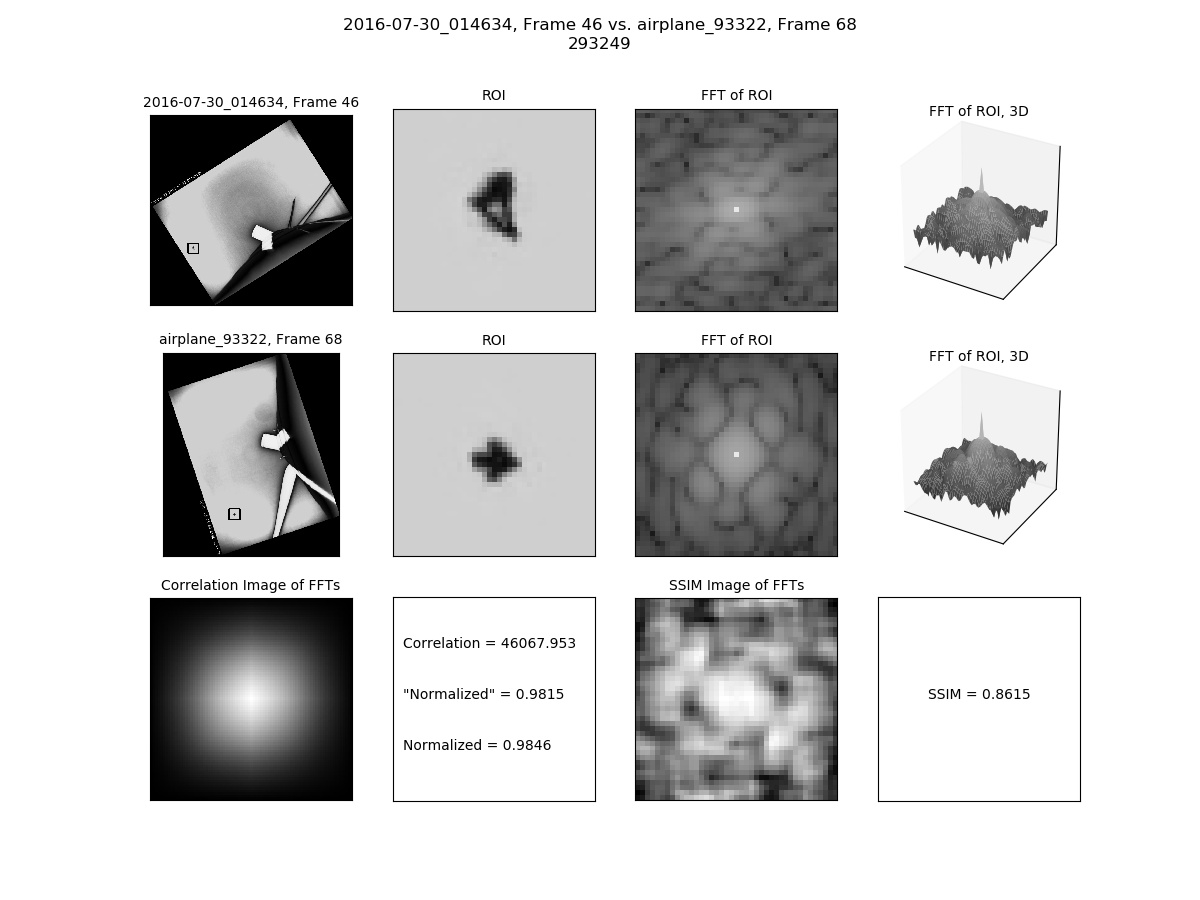 2016-07-30_014634, Frame 46 vs. airplane_93322, Frame 68
293249
2016-07-30_014634, Frame 46
ROI
FFT of ROI
FFT of ROI, 3D
airplane_93322, Frame 68
ROI
FFT of ROI
FFT of ROI, 3D
Correlation Image of FFTs
SSIM Image of FFTs
Correlation = 46067.953
"Normalized" = 0.9815
Normalized = 0.9846
SSIM = 0.8615